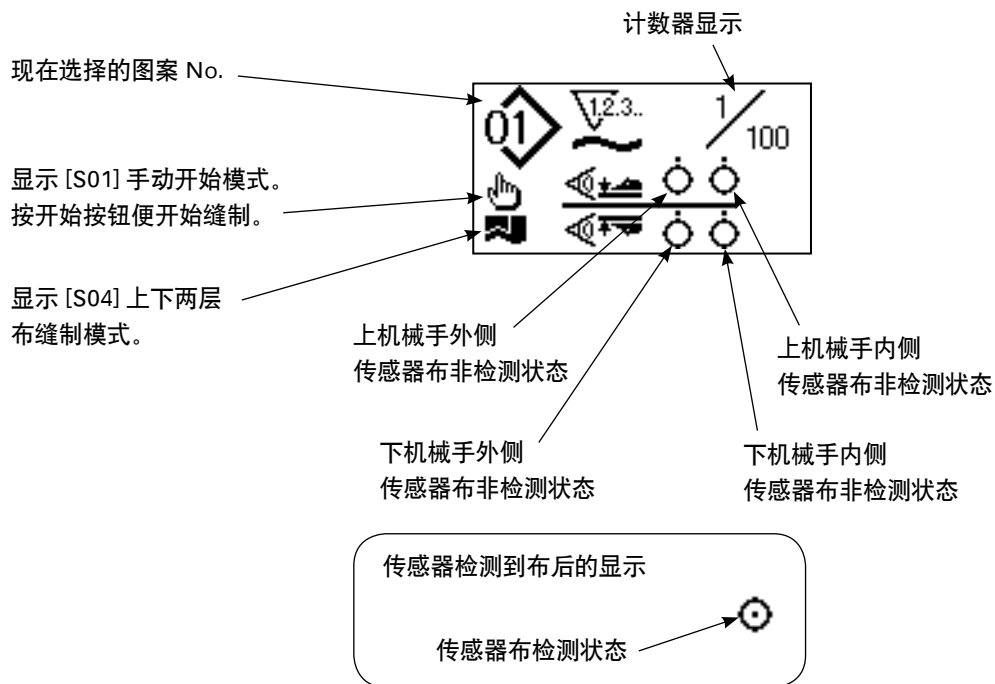 计数器显示
现在选择的图案 No.
01
1.2.3..
1/100
显示 [S01] 手动开始模式。
按开始按钮便开始缝制。
显示 [S04] 上下两层
布缝制模式。
上机械手外侧
传感器布非检测状态
上机械手内侧
传感器布非检测状态
下机械手外侧
传感器布非检测状态
下机械手内侧
传感器布非检测状态
传感器检测到布后的显示
传感器布检测状态